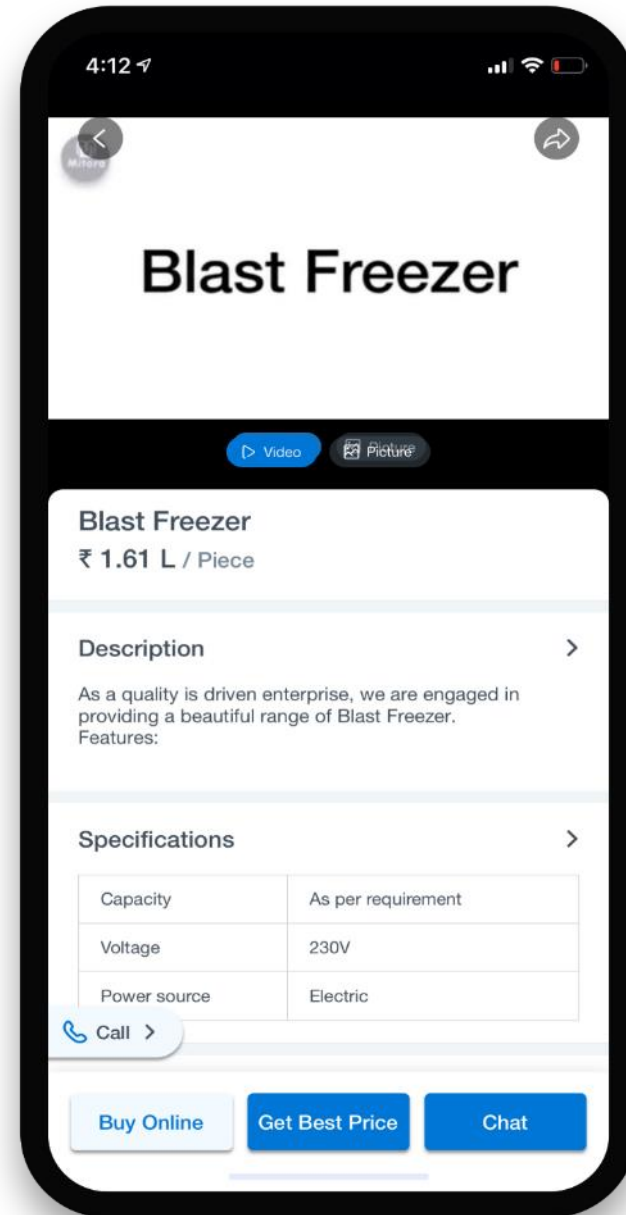 4:12
Mitora
Blast Freezer
Video
Picture
Blast Freezer
₹ 1.61 L / Piece
Description
As a quality is driven enterprise, we are engaged in
providing a beautiful range of Blast Freezer.
Features:
Specifications
Capacity As per requirement
Voltage 230V
Power source Electric
Call
Buy Online
Get Best Price
Chat